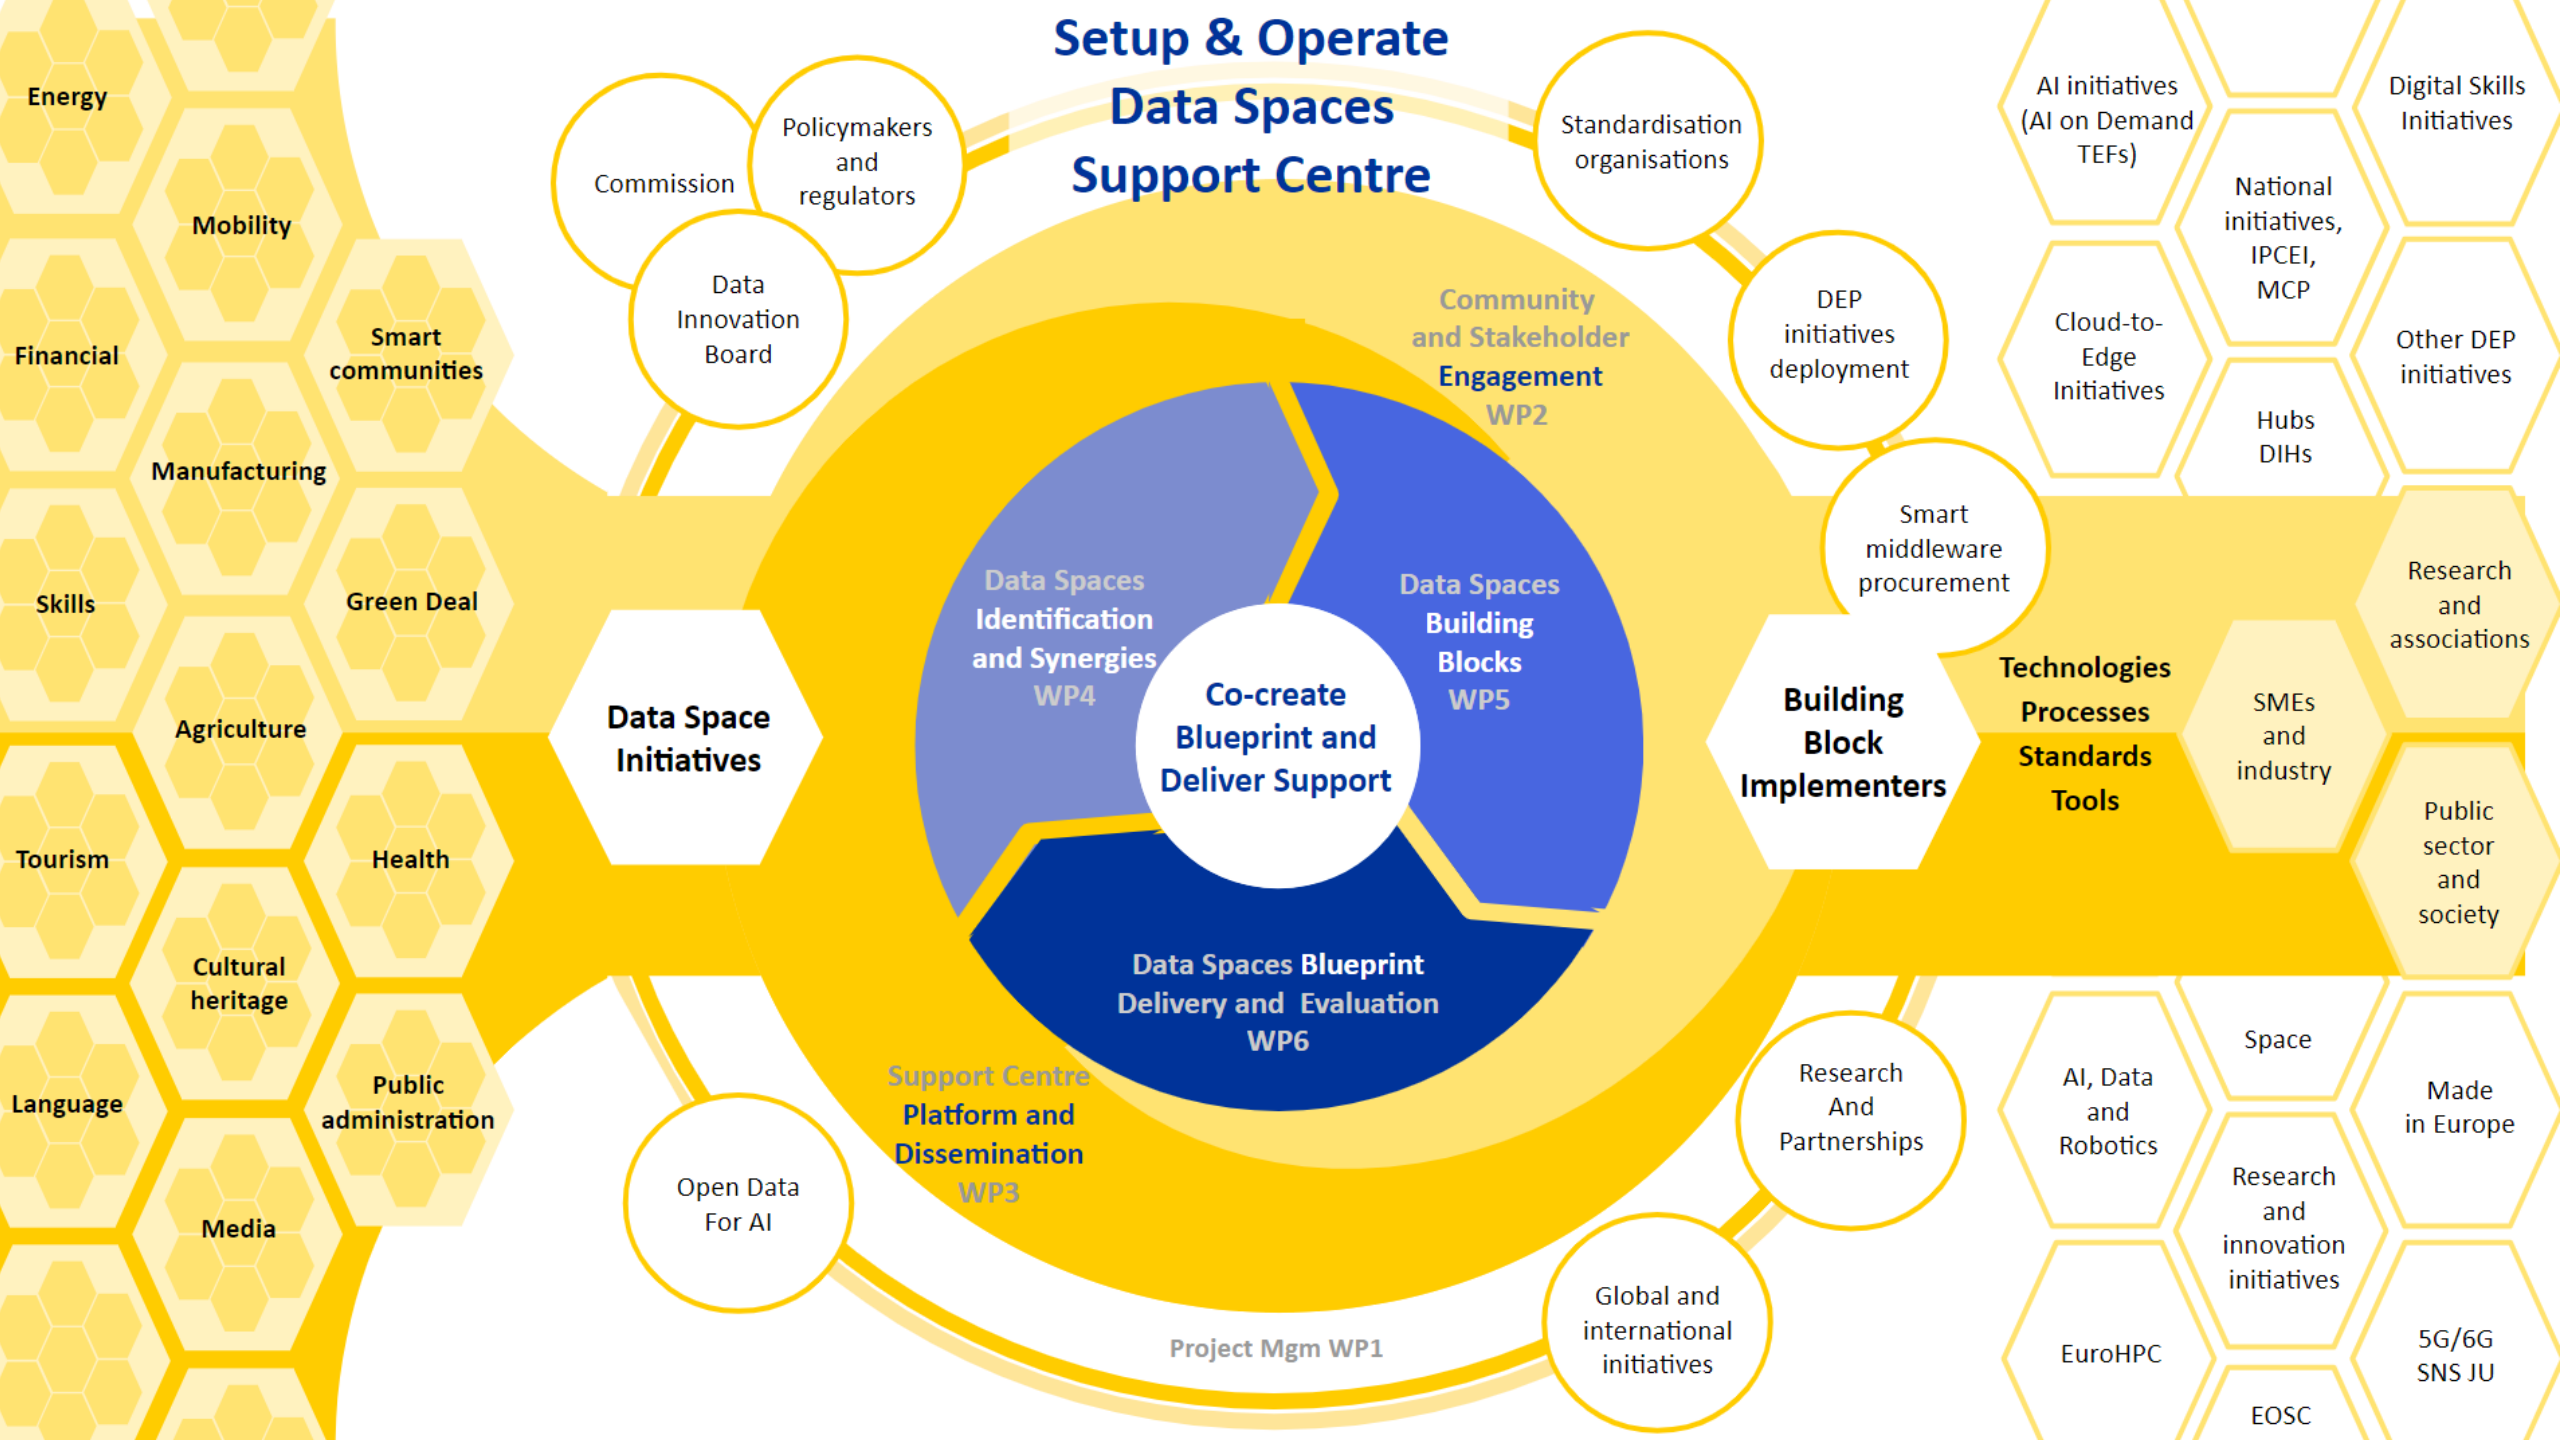 Setup & Operate
Data Spaces
Support Centre
Energy
Mobility
Financial
Smart
communities
Manufacturing
Skills
Green Deal
Agriculture
Tourism
Health
Cultural
heritage
Language
Public
administration
Media
Commission
Policymakers
and
regulators
Data
Innovation
Board
Data Space
Initiatives
Open Data
For AI
Community
and Stakeholder
Engagement
WP2
Data Spaces
Identification
and Synergies
WP4
Data Spaces
Building
Blocks
WP5
Co-create
Blueprint and
Deliver Support
Data Spaces Blueprint
Delivery and Evaluation
WP6
Support Centre
Platform and
Dissemination
WP3
Project Mgm WP1
Standardisation
organisations
DEP
initiatives
deployment
Smart
middleware
procurement
Building
Block
Implementers
Technologies
Processes
Standards
Tools
Research
And
Partnerships
Global and
international
initiatives
AI initiatives
(AI on Demand
TEFs)
Digital Skills
Initiatives
National
initiatives,
IPCEI,
MCP
Cloud-to-
Edge
Initiatives
Other DEP
initiatives
Hubs
DIHs
Research
and
associations
SMEs
and
industry
Public
sector
and
society
Space
AI, Data
and
Robotics
Made
in Europe
Research
and
innovation
initiatives
EuroHPC
5G/6G
SNS JU
EOSC